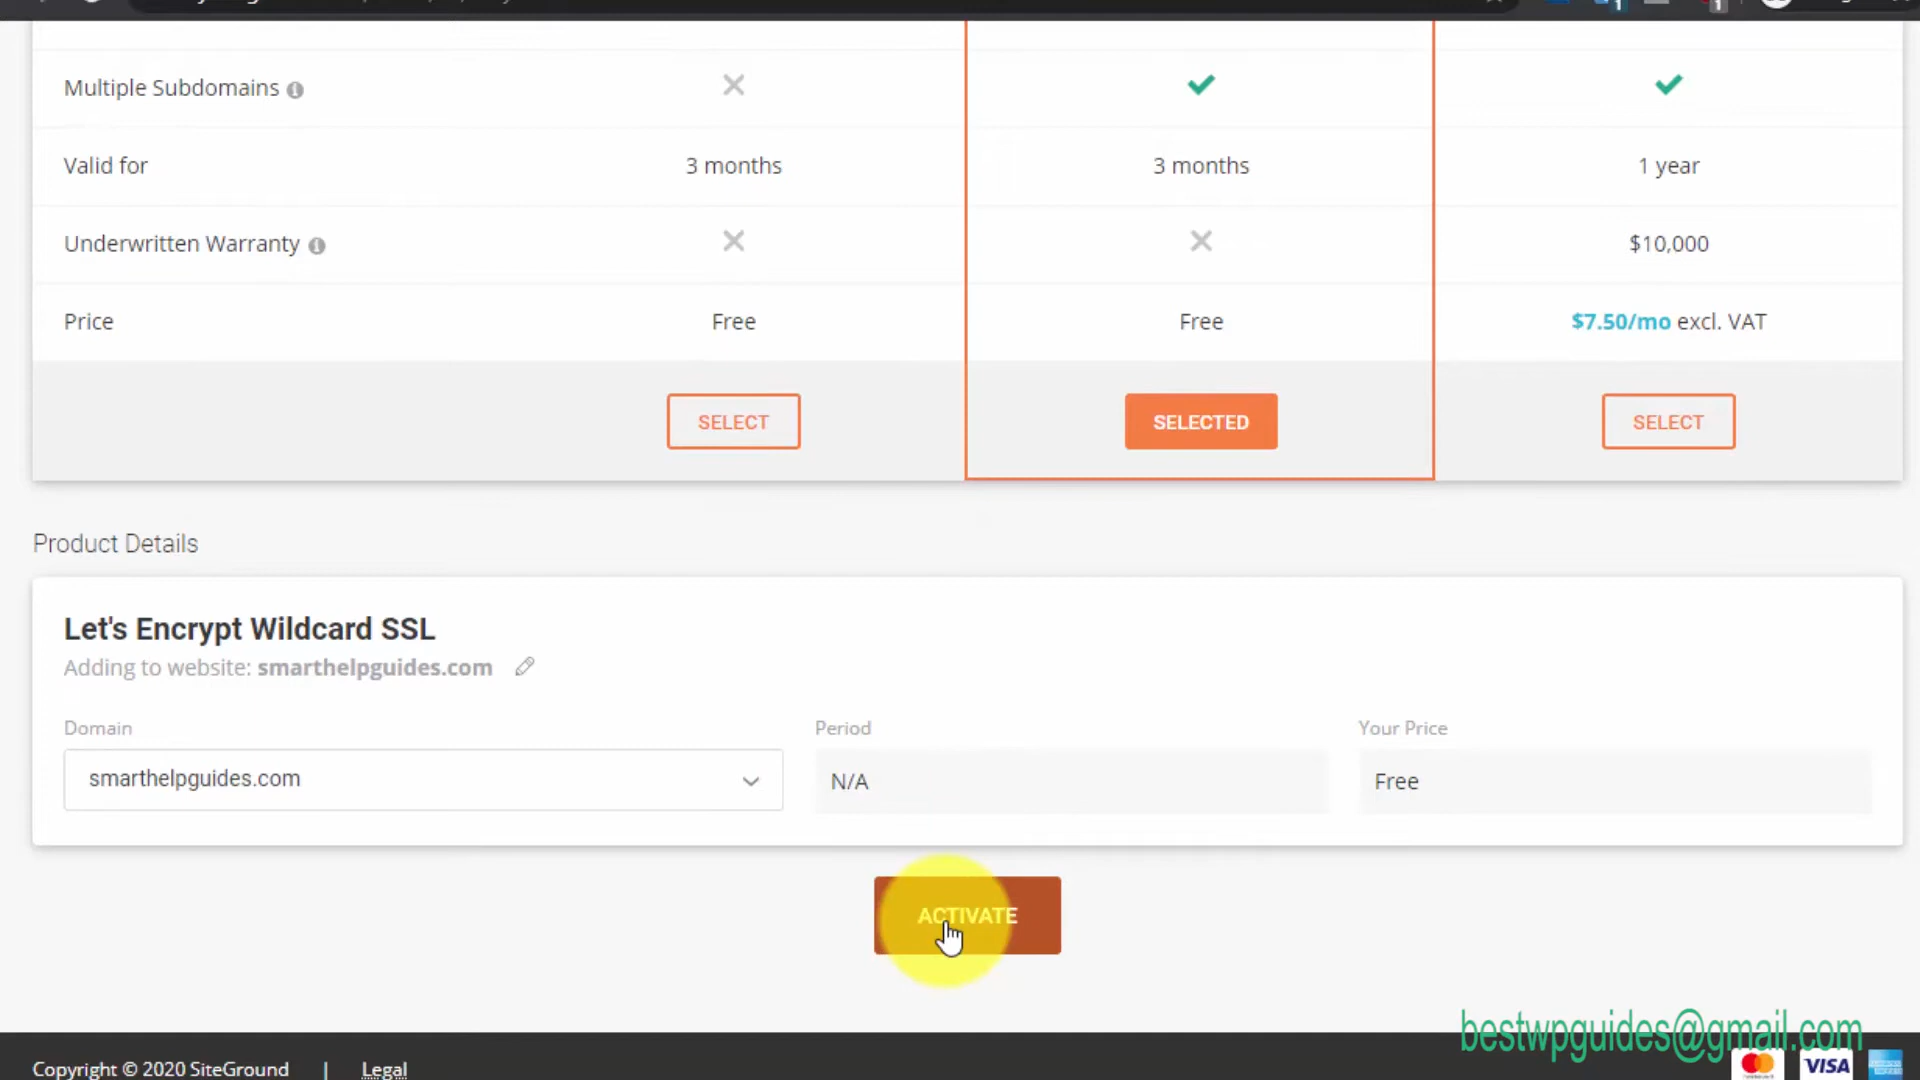 Multiple Subdomains
Valid for 3 months 3 months 1 year
Underwritten Warranty $10,000
Price Free Free $7.50/mo excl. VAT
SELECT SELECTED SELECT
Product Details
Let's Encrypt Wildcard SSL
Adding to website: smarthelpguides.com
Domain Period Your Price
smarthelpguides.com N/A Free
ACTIVATE
bestwpguides@gmail.com
Copyright © 2020 SiteGround | Legal VISA